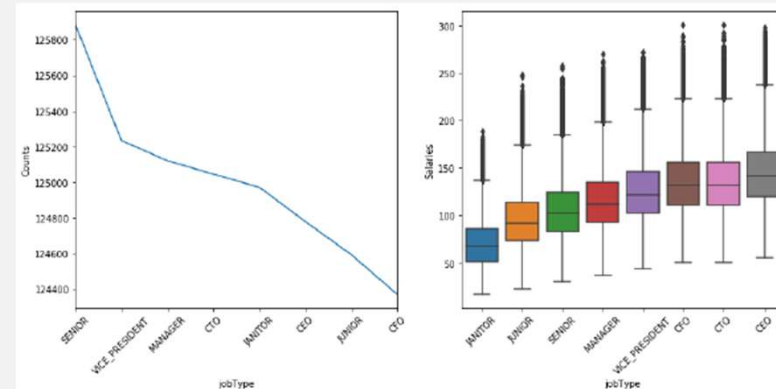 Counts
125800
125600
125400
125200
125000
124800
124600
124400
SENIOR
VICE_PRESIDENT
MANAGER
CTO
JANITOR
CEO
JUNIOR
CFO
jobType
Salaries
300
250
200
150
100
50
JANITOR
JUNIOR
SENIOR
MANAGER
VICE_PRESIDENT
CFO
CTO
CEO
jobType